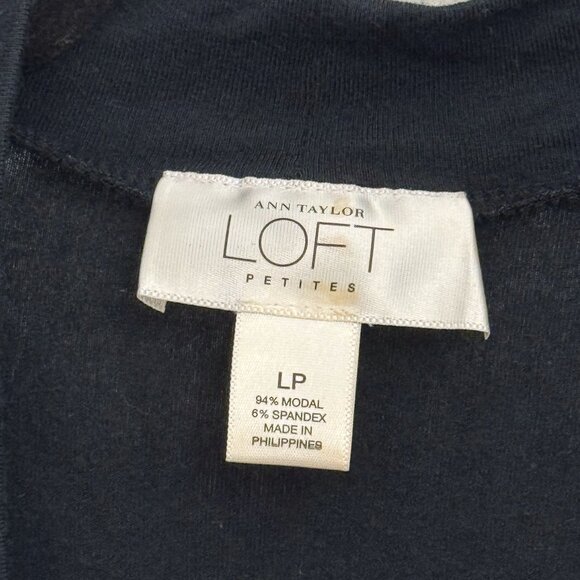 ANN TAYLOR
LOFT
PETITES
LP
94% MODAL
6% SPANDEX
MADE IN
PHILIPPINES